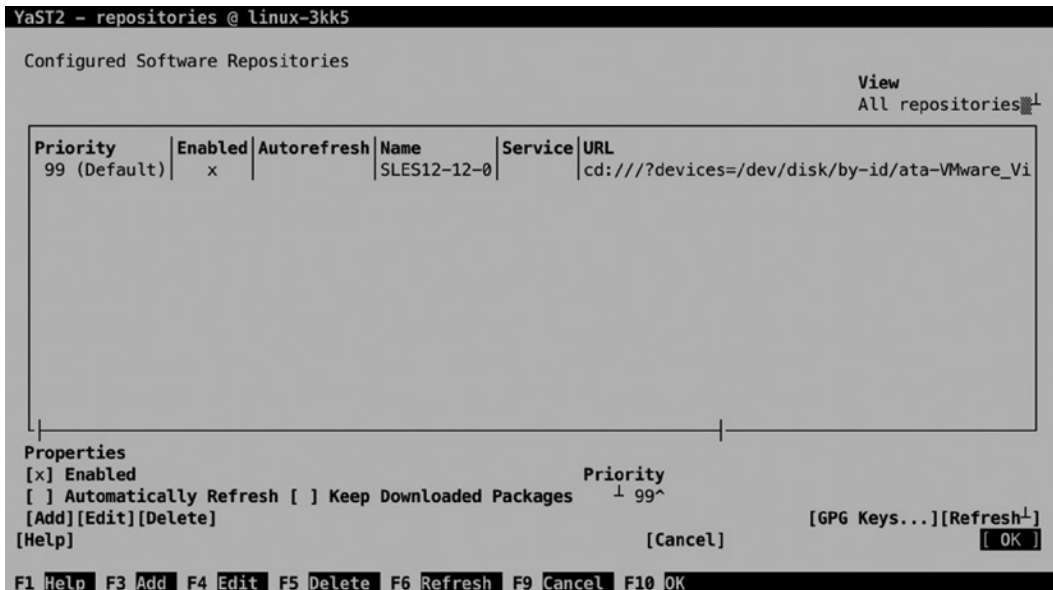 YaST2 – repositories @ linux–3kk5
Configured Software Repositories
View
All repositories
Priority Enabled Autorefresh Name Service URL
99 (Default) x SLES12–12–0 cd:///?devices=/dev/disk/by–id/ata–VMware_Vi
Properties
[x] Enabled Priority
[ ] Automatically Refresh [ ] Keep Downloaded Packages 99^
[Add][Edit][Delete] [GPG Keys...][Refresh]
[Help] [Cancel] [ OK ]
F1 Help F3 Add F4 Edit F5 Delete F6 Refresh F9 Cancel F10 OK